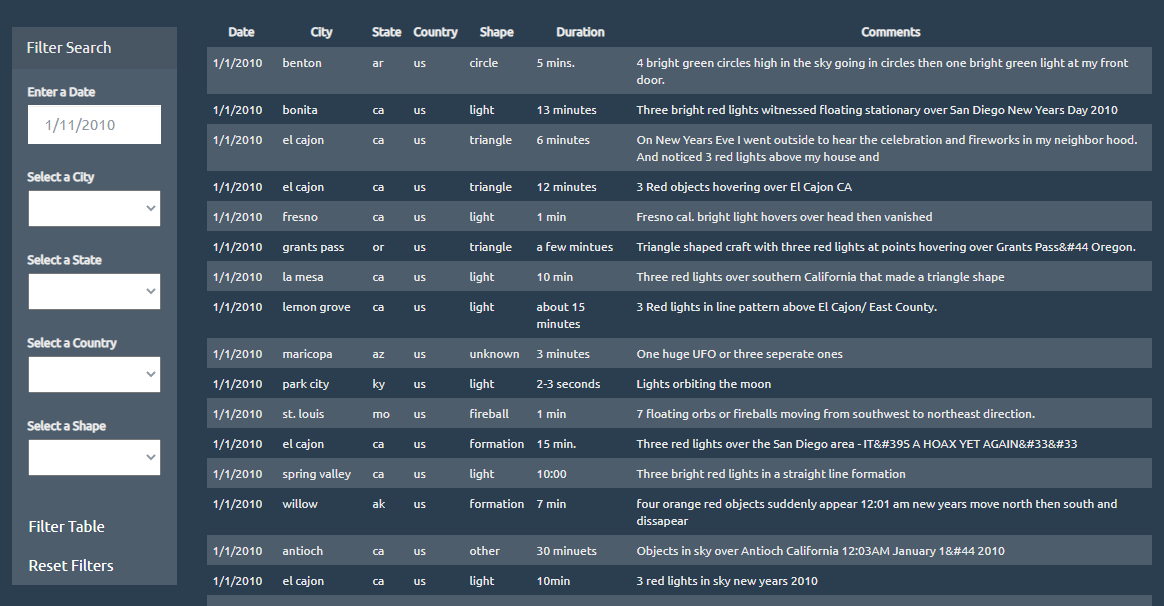 Filter Search
Enter a Date
1/11/2010
Select a City
Select a State
Select a Country
Select a Shape
Filter Table
Reset Filters
Date City State Country Shape Duration Comments
1/1/2010 benton ar us circle 5 mins. 4 bright green circles high in the sky going in circles then one bright green light at my front
door.
1/1/2010 bonita ca us light 13 minutes Three bright red lights witnessed floating stationary over San Diego New Years Day 2010
1/1/2010 el cajon ca us triangle 6 minutes On New Years Eve I went outside to hear the celebration and fireworks in my neighbor hood.
And noticed 3 red lights above my house and
1/1/2010 el cajon ca us triangle 12 minutes 3 Red objects hovering over El Cajon CA
1/1/2010 fresno ca us light 1 min Fresno cal. bright light hovers over head then vanished
1/1/2010 grants pass or us triangle a few mintues Triangle shaped craft with three red lights at points hovering over Grants Pass&#44 Oregon.
1/1/2010 la mesa ca us light 10 min Three red lights over southern California that made a triangle shape
1/1/2010 lemon grove ca us light about 15 3 Red lights in line pattern above El Cajon/ East County.
minutes
1/1/2010 maricopa az us unknown 3 minutes One huge UFO or three seperate ones
1/1/2010 park city ky us light 2-3 seconds Lights orbiting the moon
1/1/2010 st. louis mo us fireball 1 min 7 floating orbs or fireballs moving from southwest to northeast direction.
1/1/2010 el cajon ca us formation 15 min. Three red lights over the San Diego area - IT&#39S A HOAX YET AGAIN&#33&#33
1/1/2010 spring valley ca us light 10:00 Three bright red lights in a straight line formation
1/1/2010 willow ak us formation 7 min four orange red objects suddenly appear 12:01 am new years move north then south and
dissapear
1/1/2010 antioch ca us other 30 minuets Objects in sky over Antioch California 12:03AM January 1&#44 2010
1/1/2010 el cajon ca us light 10min 3 red lights in sky new years 2010